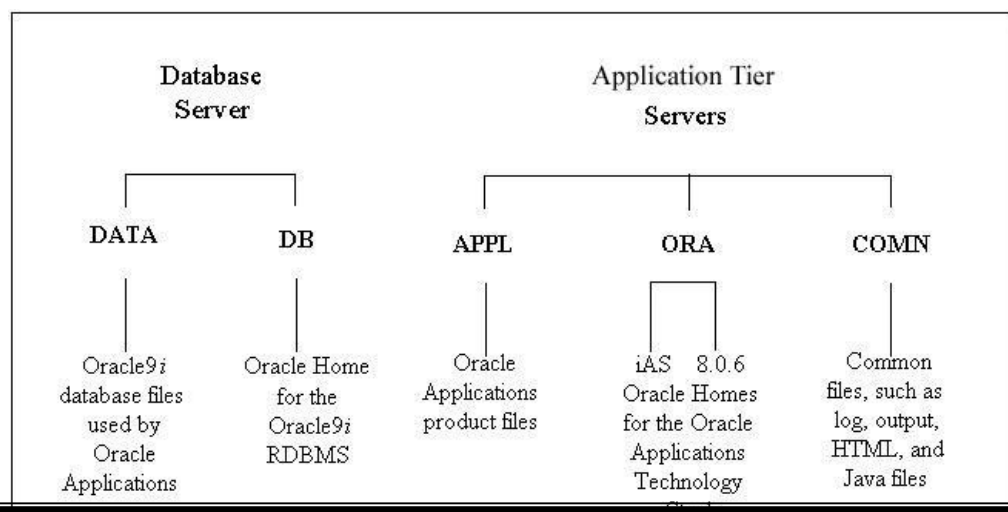 Database
Server
Application Tier
Servers
DATA
DB
APPL
ORA
COMN
Oracle9i
database files
used by
Oracle
Applications
Oracle Home
for the
Oracle9i
RDBMS
Oracle
Applications
product files
iAS 8.0.6
Oracle Homes
for the Oracle
Applications
Technology
Common
files, such as
log, output,
HTML, and
Java files